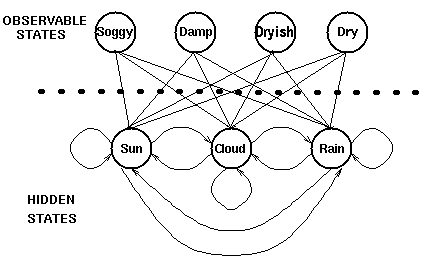 OBSERVABLE
STATES
Soggy Damp Dryish Dry
Sun Cloud Rain
HIDDEN
STATES